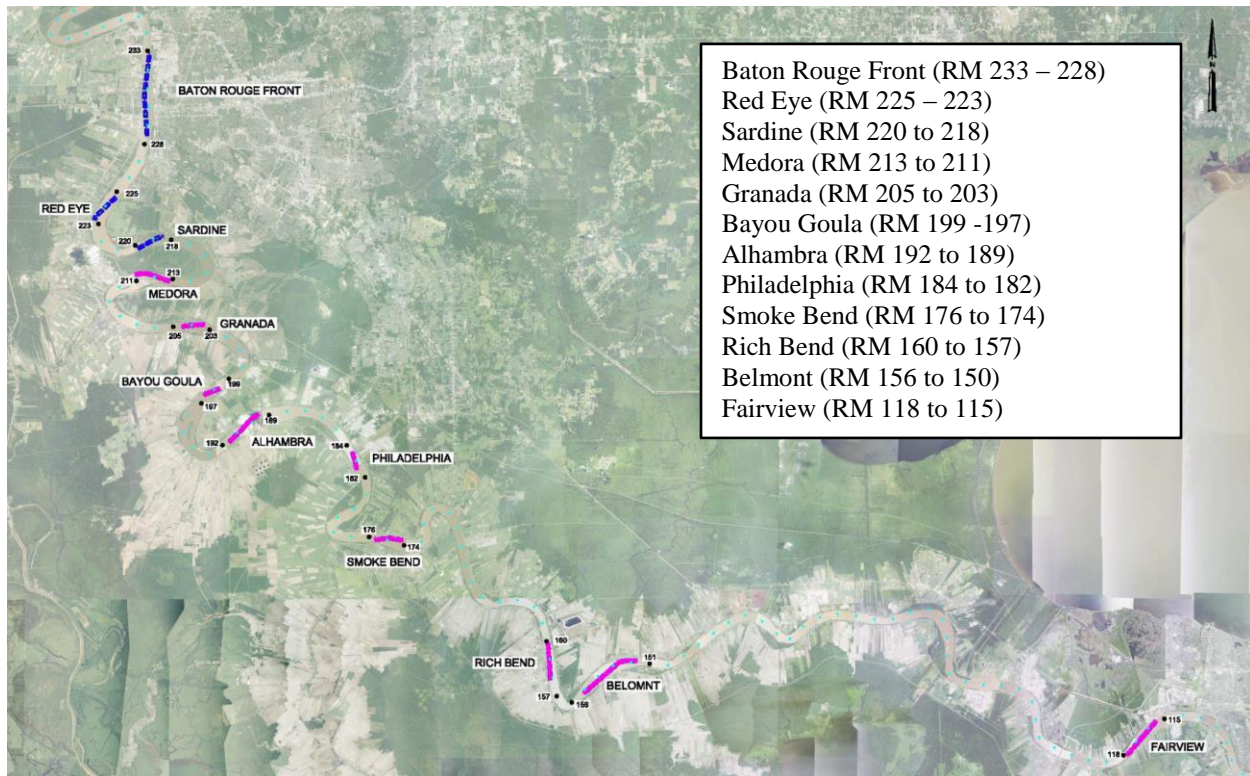 Baton Rouge Front (RM 233 – 228)
Red Eye (RM 225 – 223)
Sardine (RM 220 to 218)
Medora (RM 213 to 211)
Granada (RM 205 to 203)
Bayou Goula (RM 199 -197)
Alhambra (RM 192 to 189)
Philadelphia (RM 184 to 182)
Smoke Bend (RM 176 to 174)
Rich Bend (RM 160 to 157)
Belmont (RM 156 to 150)
Fairview (RM 118 to 115)
N
233
BATON ROUGE FRONT
228
225
RED EYE
223
SARDINE
220
218
213
211
MEDORA
GRANADA
205
203
BAYOU GOULA
199
197
189
192
ALHAMBRA
184
PHILADELPHIA
182
176
174
SMOKE BEND
160
RICH BEND
151
157
BELOMNT
115
118
FAIRVIEW